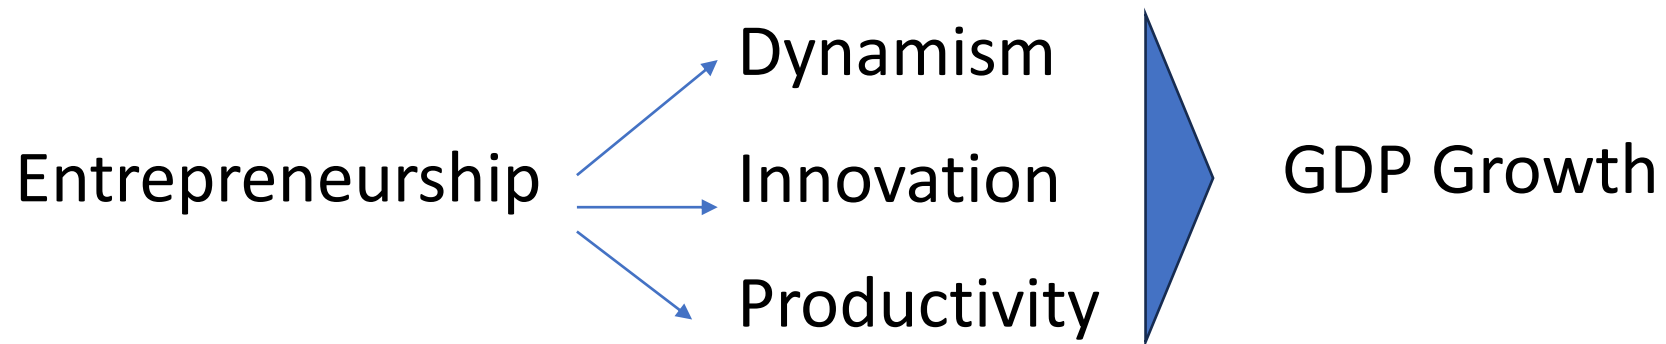 Entrepreneurship
Dynamism
Innovation
Productivity
GDP Growth